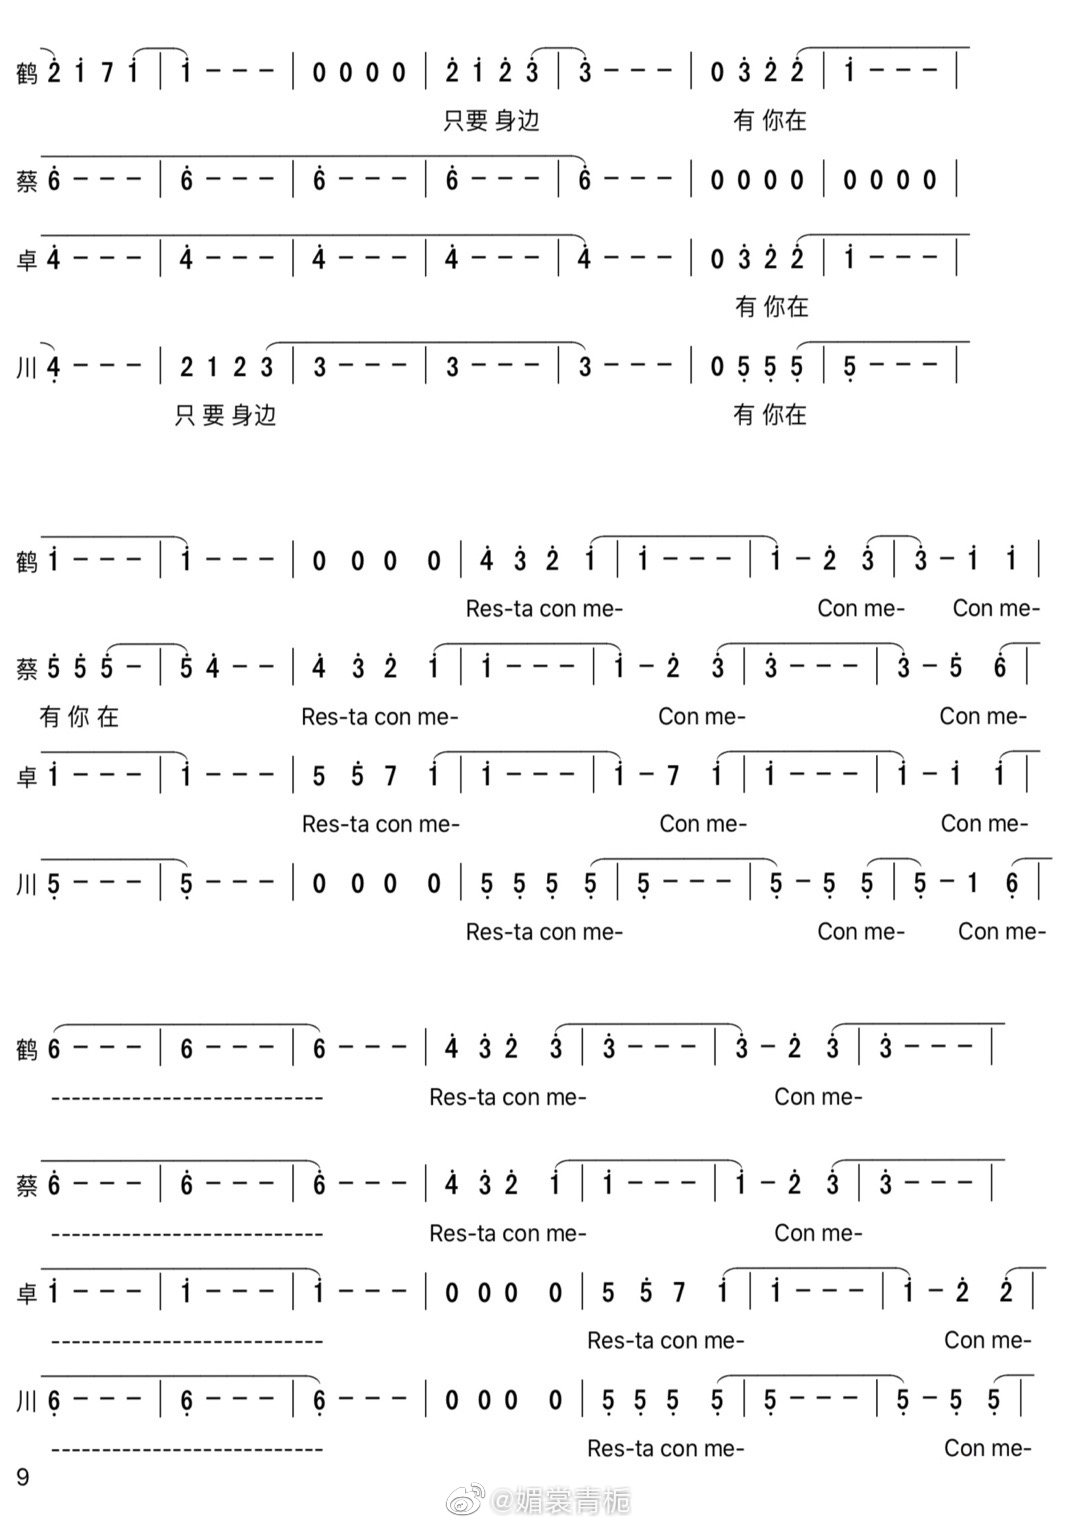 鹤 2̇ 1̇ 7 1̇ | 1̇ - - - | 0 0 0 0 | 2̇ 1̇ 2̇ 3̇ | 3̇ - - - | 0 3̇ 2̇ 2̇ | 1̇ - - - |
只要 身边 有 你在
蔡 6̇ - - - | 6̇ - - - | 6̇ - - - | 6̇ - - - | 6̇ - - - | 0 0 0 0 | 0 0 0 0 |
卓 4̇ - - - | 4̇ - - - | 4̇ - - - | 4̇ - - - | 4̇ - - - | 0 3̇ 2̇ 2̇ | 1̇ - - - |
有 你在
川 4̣ - - - | 2 1 2 3 | 3 - - - | 3 - - - | 3 - - - | 0 5̣ 5̣ 5̣ | 5̣ - - - |
只 要 身边 有 你在
鹤 1̇ - - - | 1̇ - - - | 0 0 0 0 | 4̇ 3̇ 2̇ 1̇ | 1̇ - - - | 1̇ - 2̇ 3̇ | 3̇ - 1̇ 1̇ |
Res-ta con me- Con me- Con me-
蔡 5̇ 5̇ 5̇ - | 5̇ 4̇ - - | 4̇ 3̇ 2̇ 1̇ | 1̇ - - - | 1̇ - 2̇ 3̇ | 3̇ - - - | 3̇ - 5̇ 6̇ |
有 你 在 Res-ta con me- Con me- Con me-
卓 1̇ - - - | 1̇ - - - | 5 5̇ 7 1̇ | 1̇ - - - | 1̇ - 7 1̇ | 1̇ - - - | 1̇ - 1̇ 1̇ |
Res-ta con me- Con me- Con me-
川 5̣ - - - | 5̣ - - - | 0 0 0 0 | 5̣ 5̣ 5̣ 5̣ | 5̣ - - - | 5̣ - 5̣ 5̣ | 5̣ - 1 6̣ |
Res-ta con me- Con me- Con me-
鹤 6 - - - | 6 - - - | 6 - - - | 4̇ 3̇ 2̇ 3̇ | 3̇ - - - | 3̇ - 2̇ 3̇ | 3̇ - - - |
--------------------------- Res-ta con me- Con me-
蔡 6̇ - - - | 6̇ - - - | 6̇ - - - | 4̇ 3̇ 2̇ 1̇ | 1̇ - - - | 1̇ - 2̇ 3̇ | 3̇ - - - |
--------------------------- Res-ta con me- Con me-
卓 1̇ - - - | 1̇ - - - | 1̇ - - - | 0 0 0 0 | 5 5̇ 7 1̇ | 1̇ - - - | 1̇ - 2̇ 2̇ |
--------------------------- Res-ta con me- Con me-
川 6̣ - - - | 6̣ - - - | 6̣ - - - | 0 0 0 0 | 5̣ 5̣ 5̣ 5̣ | 5̣ - - - | 5̣ - 5̣ 5̣ |
--------------------------- Res-ta con me- Con me-
9
@媚裳青栀